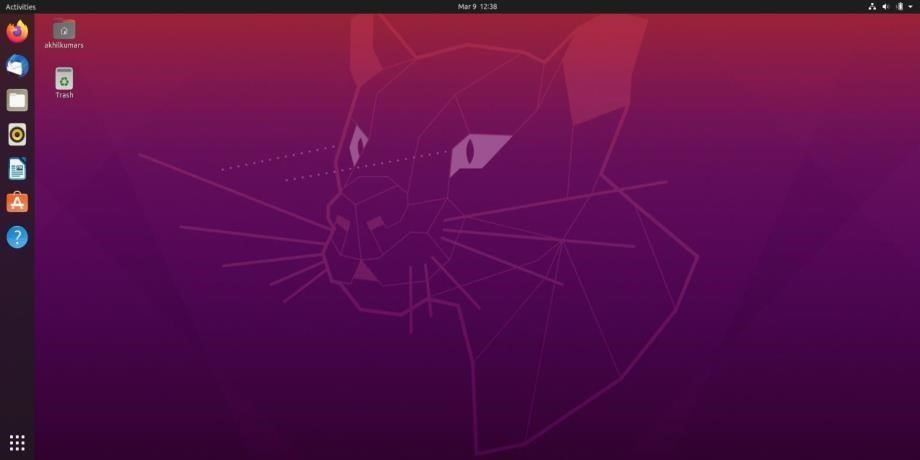 Activities
Mar 9 12:38
akhilkumars
Trash